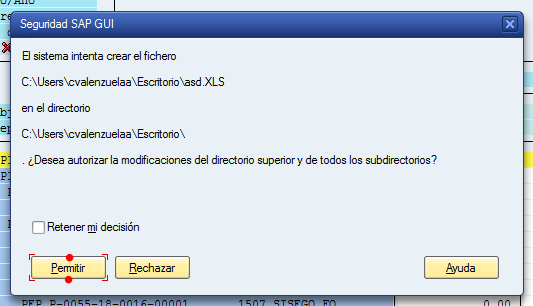 o/Año
Seguridad SAP GUI
El sistema intenta crear el fichero
C:\Users\cvalenzuelaa\Escritorio\asd.XLS
en el directorio
C:\Users\cvalenzuelaa\Escritorio\
. ¿Desea autorizar la modificaciones del directorio superior y de todos los subdirectorios?
Retener mi decisión
Permitir Rechazar Ayuda
PEP P-0055-18-0016-00001 1507 SISEGO FO 0.00